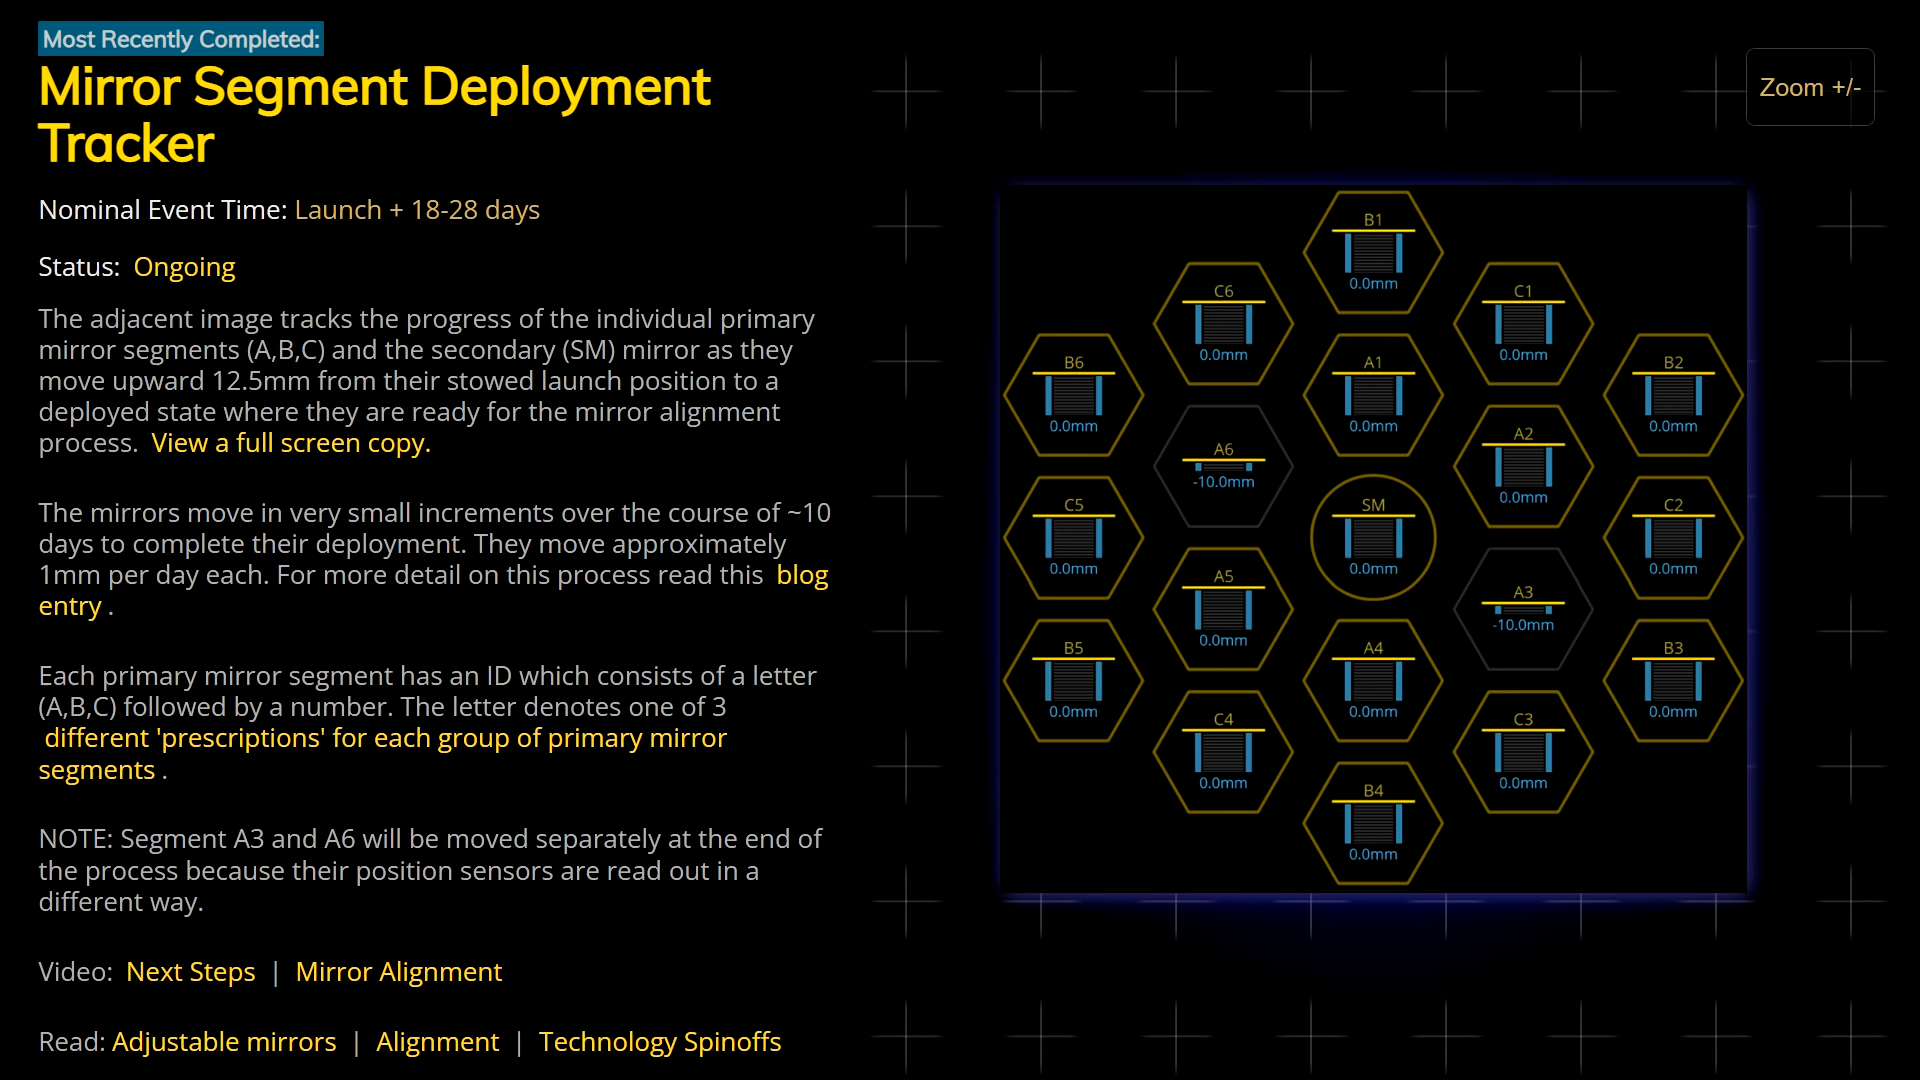 Most Recently Completed:
Mirror Segment Deployment
Tracker
Nominal Event Time: Launch + 18-28 days
Status: Ongoing
The adjacent image tracks the progress of the individual primary
mirror segments (A,B,C) and the secondary (SM) mirror as they
move upward 12.5mm from their stowed launch position to a
deployed state where they are ready for the mirror alignment
process. View a full screen copy.
The mirrors move in very small increments over the course of ~10
days to complete their deployment. They move approximately
1mm per day each. For more detail on this process read this blog
entry .
Each primary mirror segment has an ID which consists of a letter
(A,B,C) followed by a number. The letter denotes one of 3
different 'prescriptions' for each group of primary mirror
segments .
NOTE: Segment A3 and A6 will be moved separately at the end of
the process because their position sensors are read out in a
different way.
Video: Next Steps | Mirror Alignment
Read: Adjustable mirrors | Alignment | Technology Spinoffs
Zoom +/-
B1
0.0mm
C6
0.0mm
C1
0.0mm
B6
0.0mm
A1
0.0mm
B2
0.0mm
A6
-10.0mm
A2
0.0mm
C5
0.0mm
SM
0.0mm
C2
0.0mm
A5
0.0mm
A3
-10.0mm
B5
0.0mm
A4
0.0mm
B3
0.0mm
C4
0.0mm
C3
0.0mm
B4
0.0mm